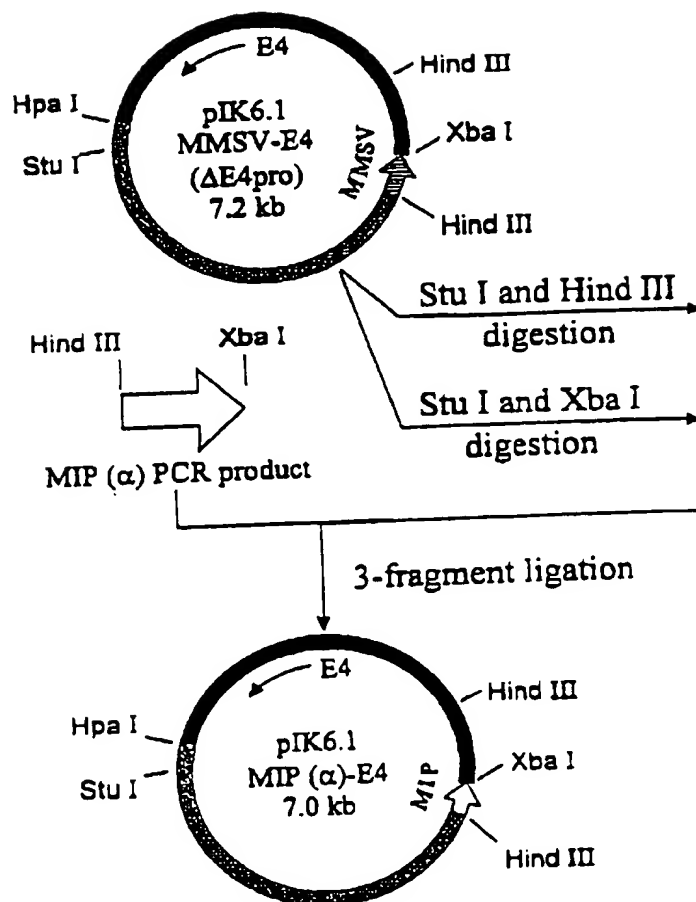 E4
Hind III
Hpa I
pIK6.1
MMSV-E4
(ΔE4pro)
7.2 kb
Stu I
Xba I
MMSV
Hind III
Stu I and Hind III
digestion
Hind III
Xba I
Stu I and Xba I
digestion
MIP (α) PCR product
3-fragment ligation
E4
Hind III
Hpa I
pIK6.1
MIP (α)-E4
7.0 kb
Stu I
Xba I
MIP
Hind III